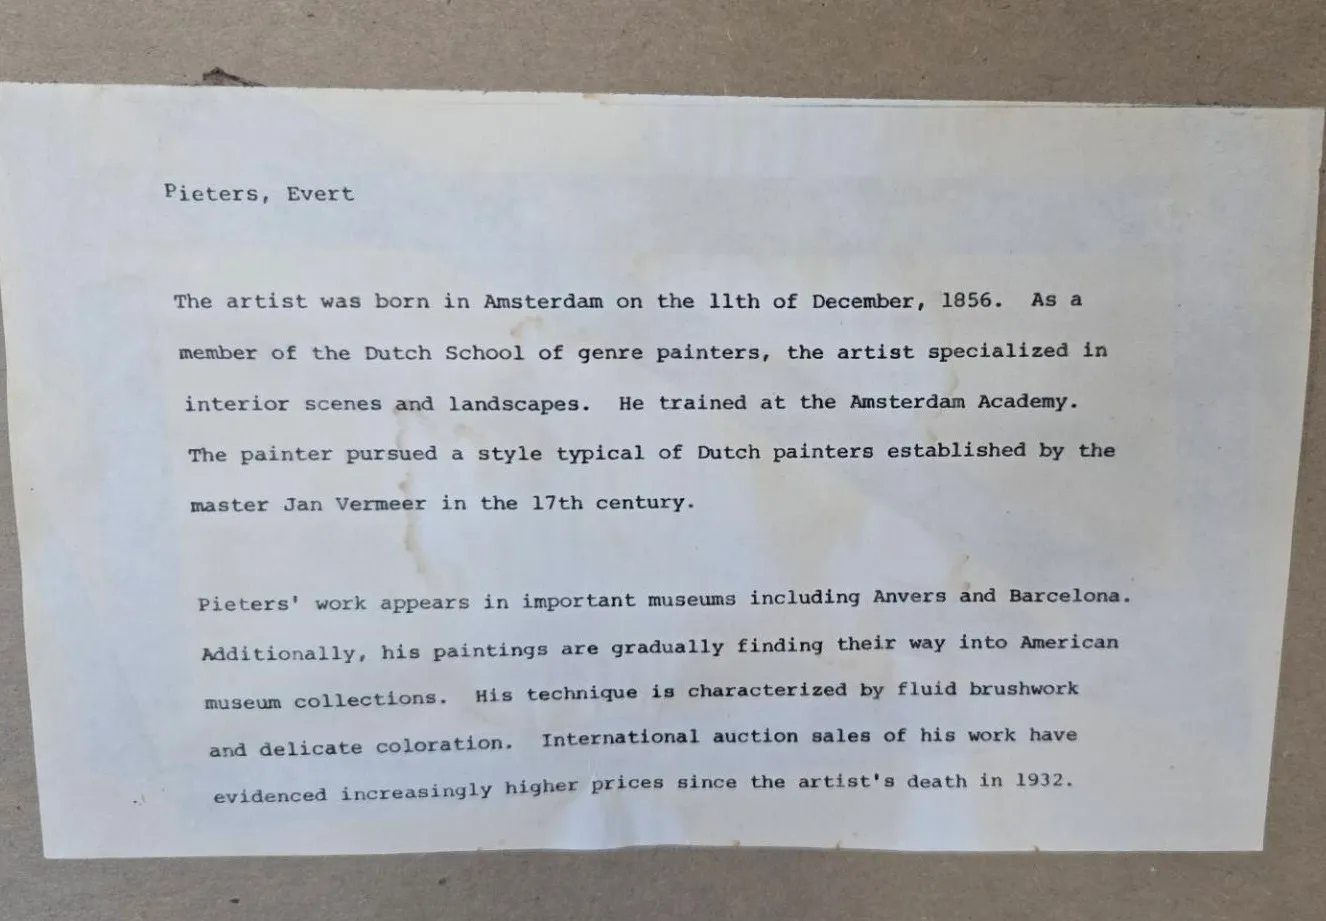 Pieters, Evert
The artist was born in Amsterdam on the 11th of December, 1856. As a
member of the Dutch School of genre painters, the artist specialized in
interior scenes and landscapes. He trained at the Amsterdam Academy.
The painter pursued a style typical of Dutch painters established by the
master Jan Vermeer in the 17th century.
Pieters' work appears in important museums including Anvers and Barcelona.
Additionally, his paintings are gradually finding their way into American
museum collections. His technique is characterized by fluid brushwork
and delicate coloration. International auction sales of his work have
evidenced increasingly higher prices since the artist's death in 1932.